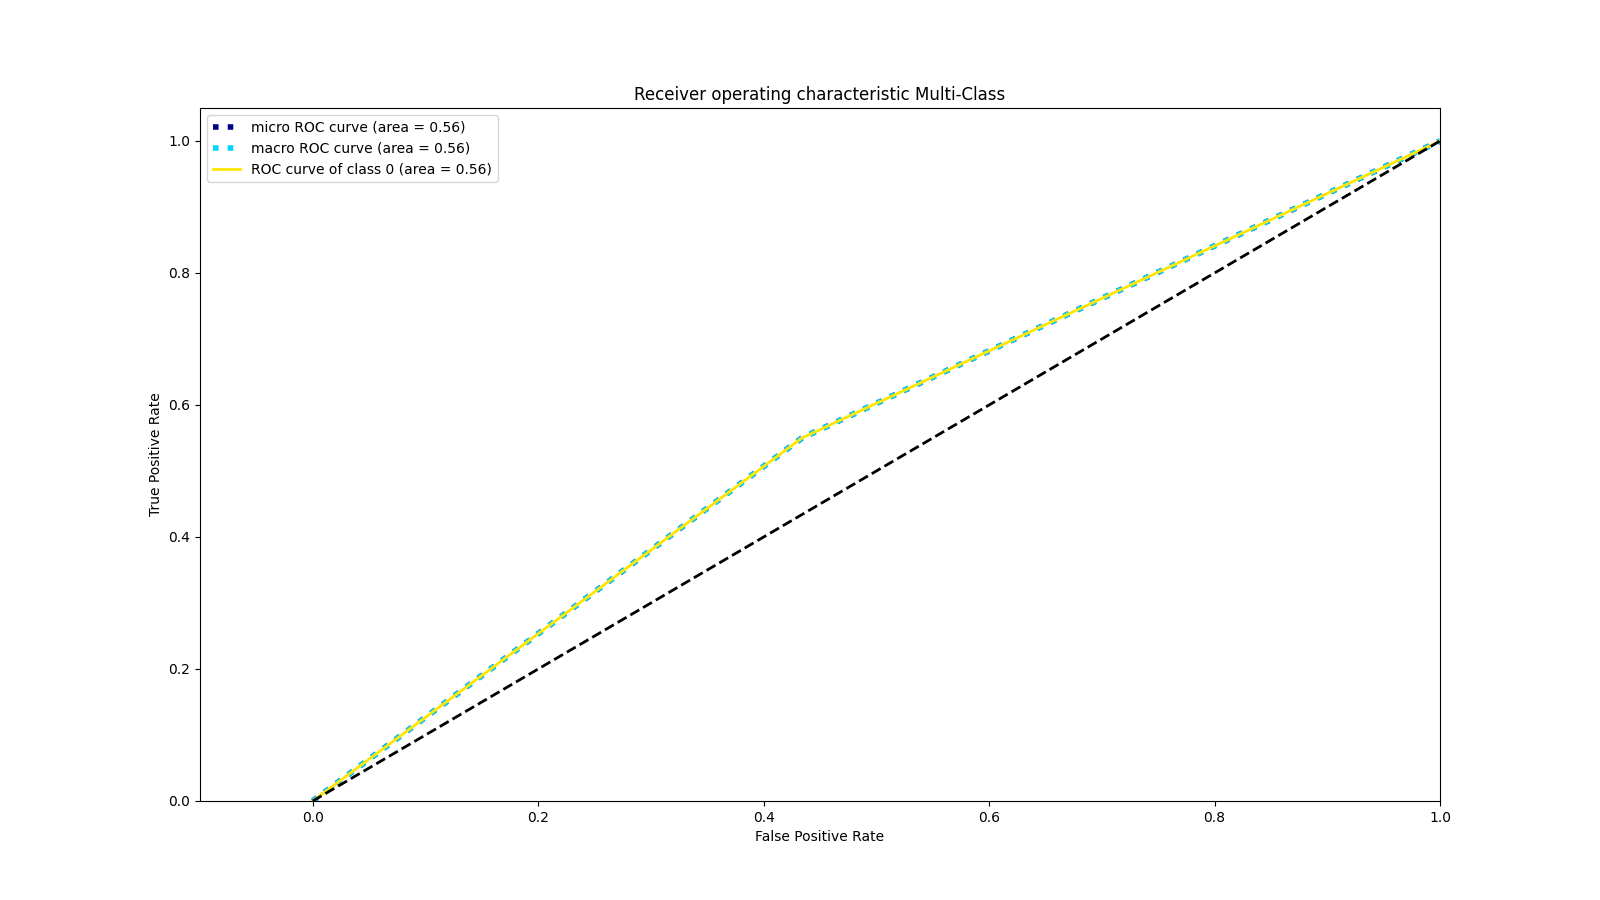 Receiver operating characteristic Multi-Class
micro ROC curve (area = 0.56)
macro ROC curve (area = 0.56)
ROC curve of class 0 (area = 0.56)
1.0
0.8
0.6
0.4
0.2
0.0
True Positive Rate
0.0 0.2 0.4 0.6 0.8 1.0
False Positive Rate